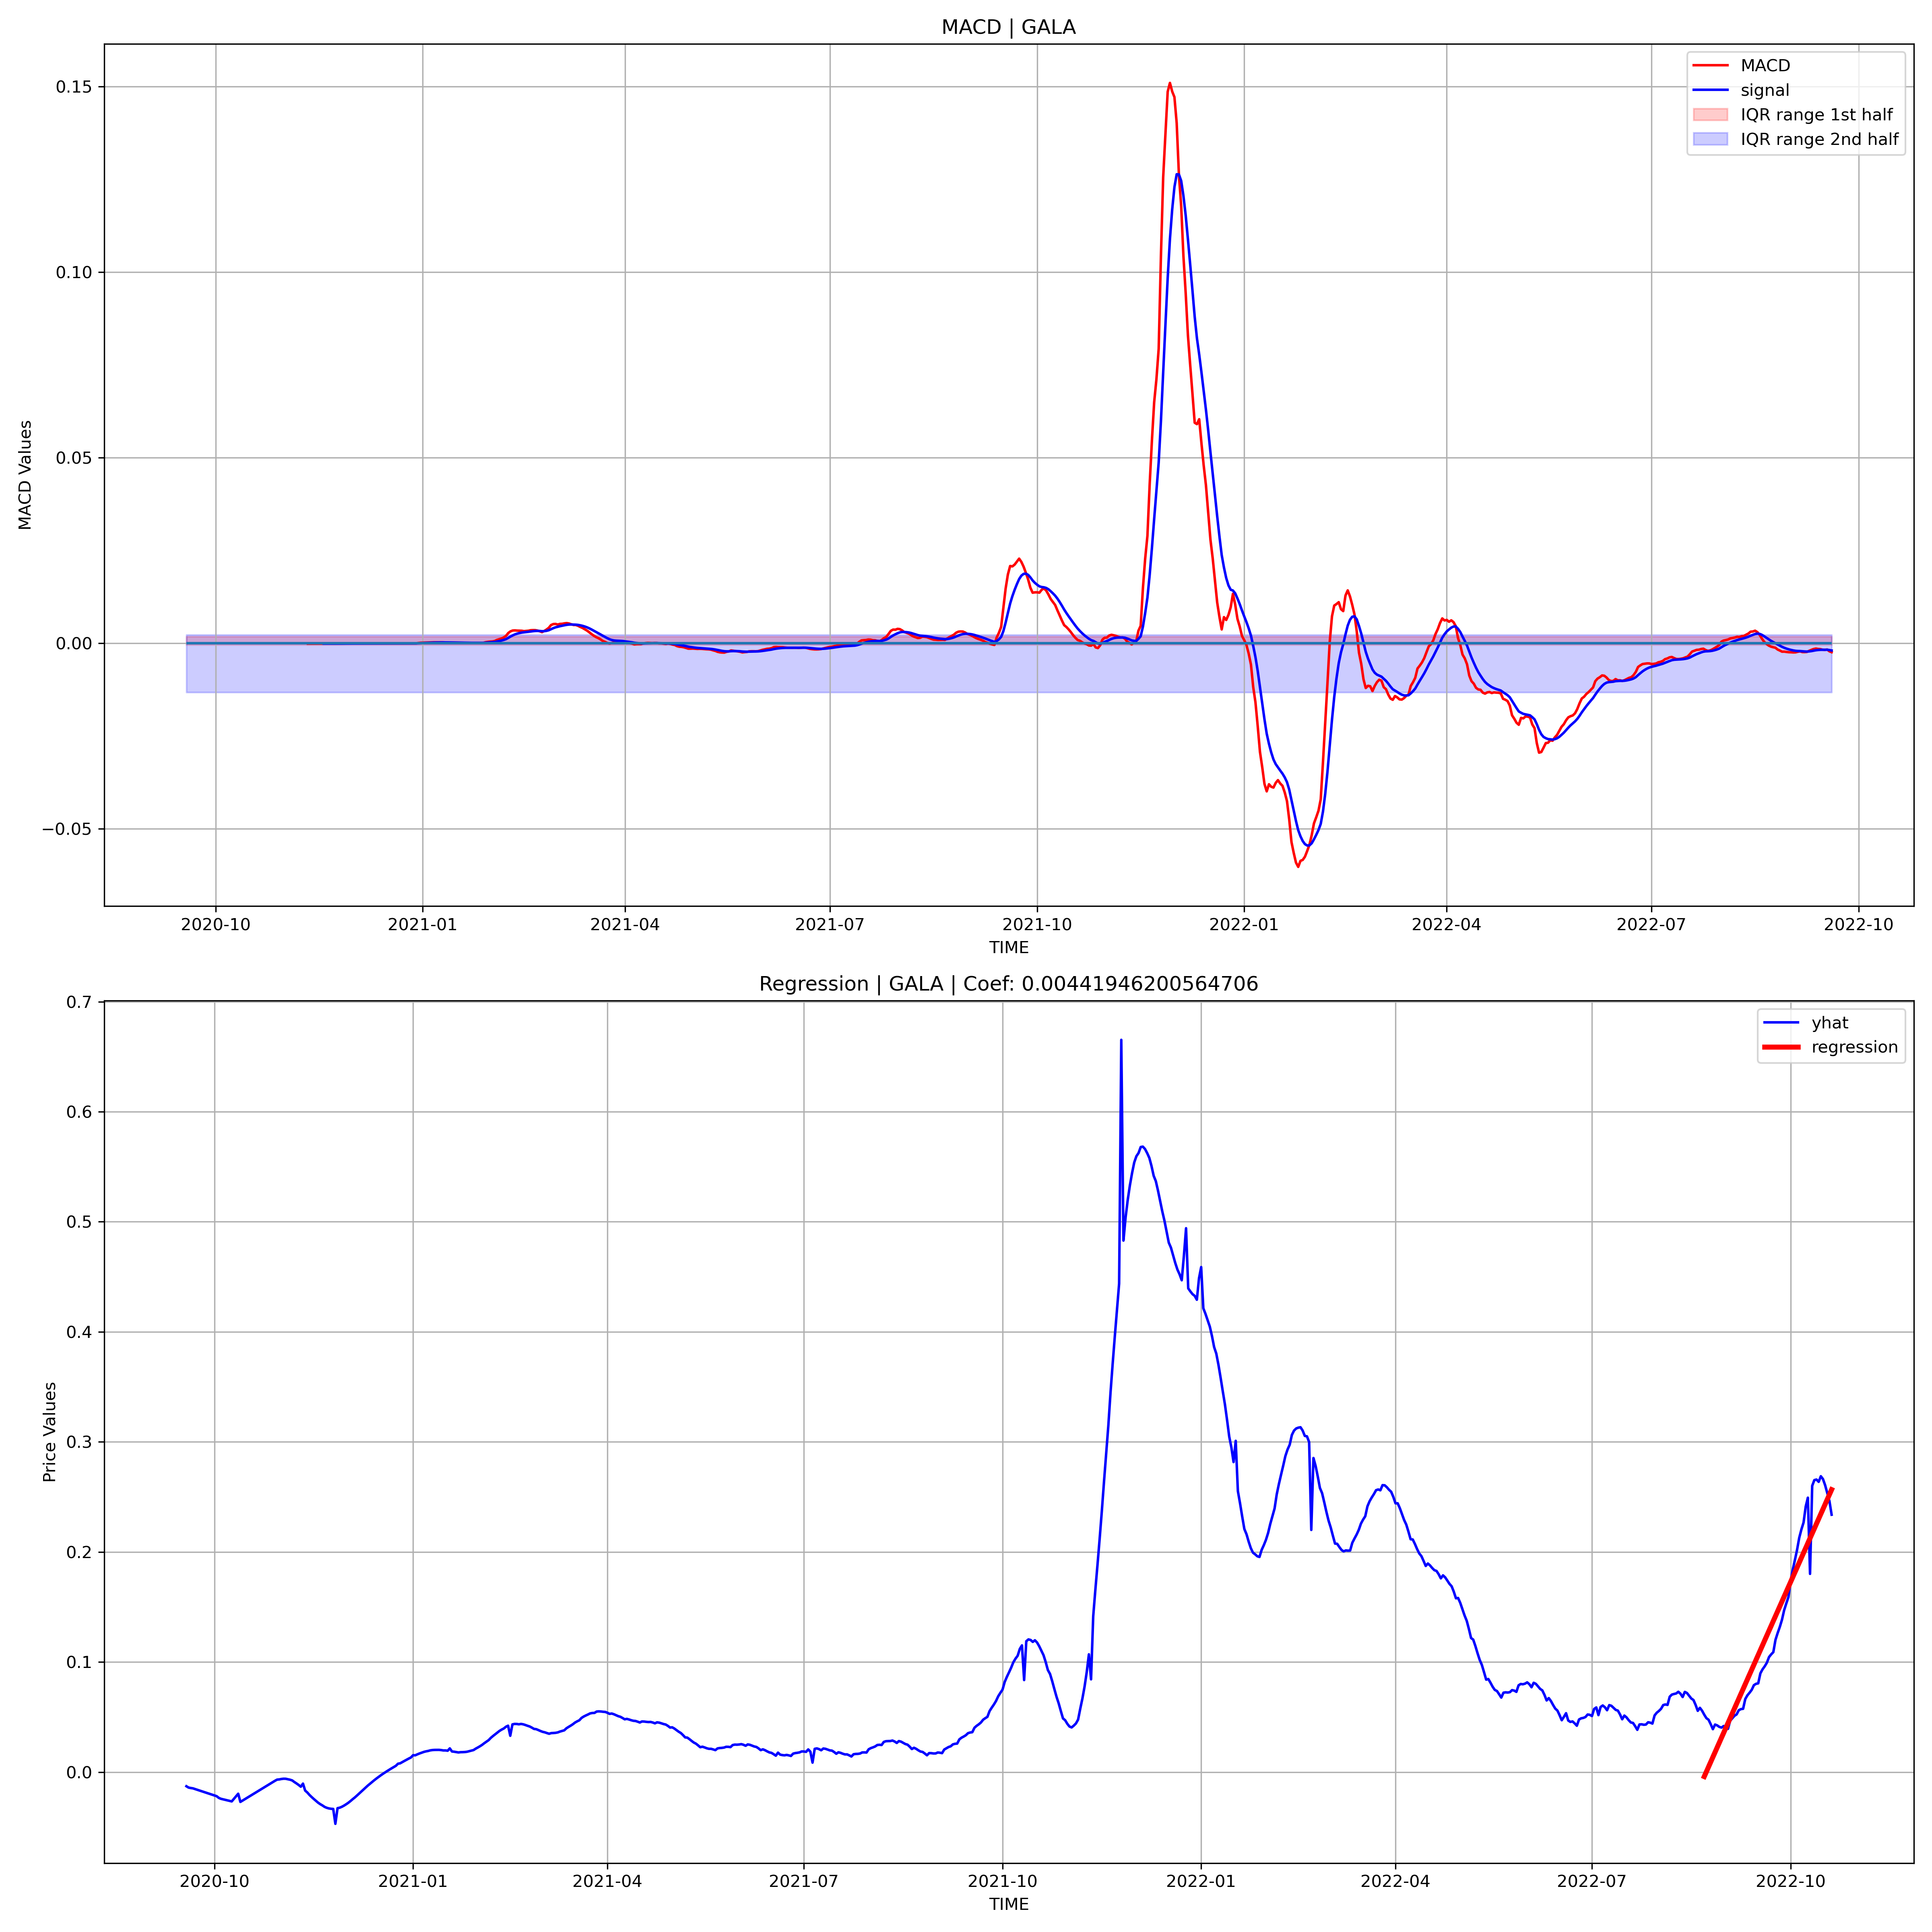 MACD | GALA
MACD
signal
IQR range 1st half
IQR range 2nd half
MACD Values
0.15
0.10
0.05
0.00
−0.05
2020-10 2021-01 2021-04 2021-07 2021-10 2022-01 2022-04 2022-07 2022-10
TIME
Regression | GALA | Coef: 0.00441946200564706
yhat
regression
Price Values
0.7
0.6
0.5
0.4
0.3
0.2
0.1
0.0
2020-10 2021-01 2021-04 2021-07 2021-10 2022-01 2022-04 2022-07 2022-10
TIME